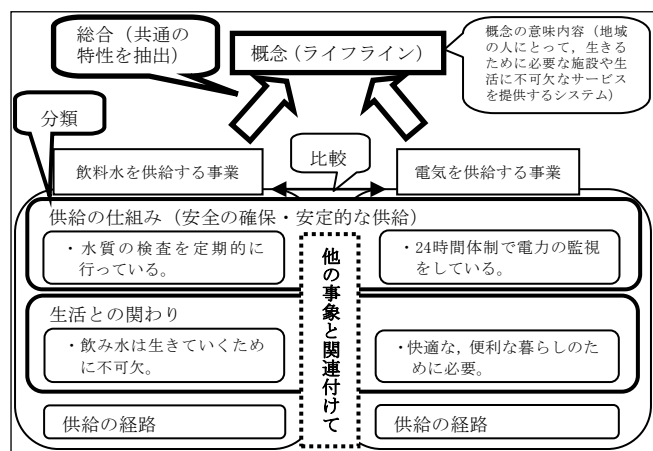 総合（共通の
特性を抽出）
概念（ライフライン）
概念の意味内容（地域
の人にとって，生きる
ために必要な施設や生
活に不可欠なサービス
を提供するシステム）
分類
比較
飲料水を供給する事業
電気を供給する事業
供給の仕組み（安全の確保・安定的な供給）
・水質の検査を定期的に
行っている。
・24時間体制で電力の監視
をしている。
他の事象と関連付けて
生活との関わり
・飲み水は生きていくため
に不可欠。
・快適な，便利な暮らしのた
めに必要。
供給の経路
供給の経路